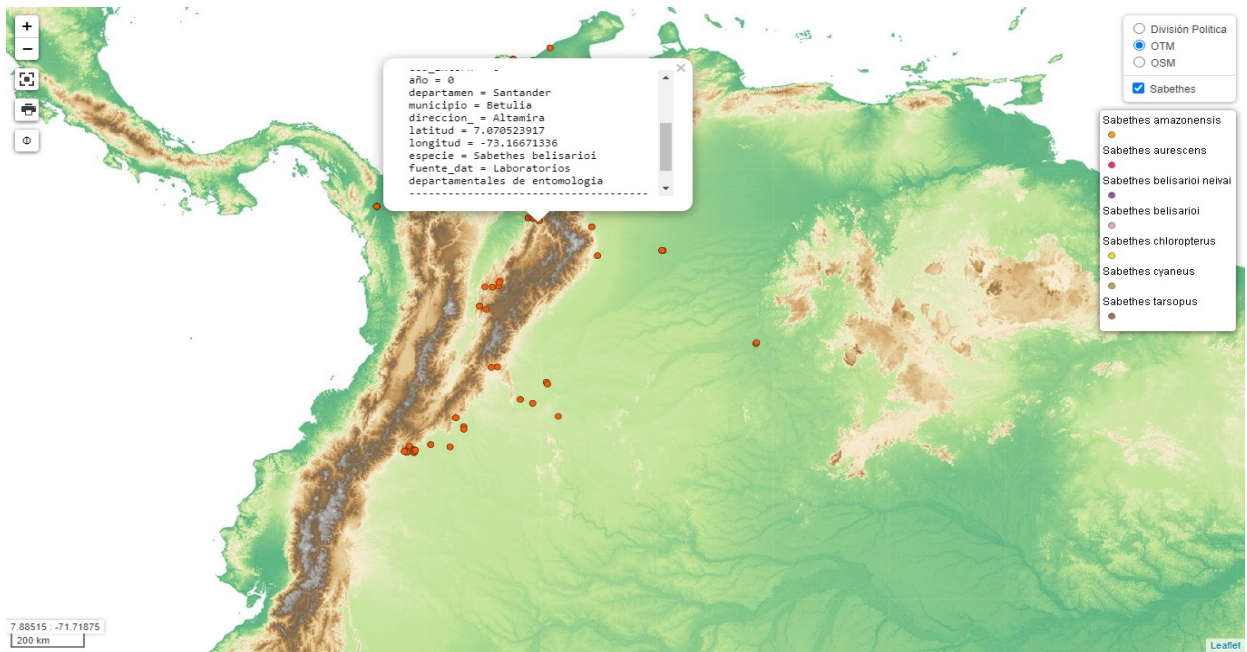 +
−
Φ
año = 0
departamen = Santander
municipio = Betulia
direccion_ = Altamira
latitud = 7.070523917
longitud = -73.16671336
especie = Sabethes belisarioi
fuente_dat = Laboratorios
departamentales de entomologia
------------------------------------
×
División Politica
OTM
OSM
Sabethes
Sabethes amazonensis
Sabethes aurescens
Sabethes belisarioi neivai
Sabethes belisarioi
Sabethes chloropterus
Sabethes cyaneus
Sabethes tarsopus
7.88515 : -71.71875
200 km
Leaflet